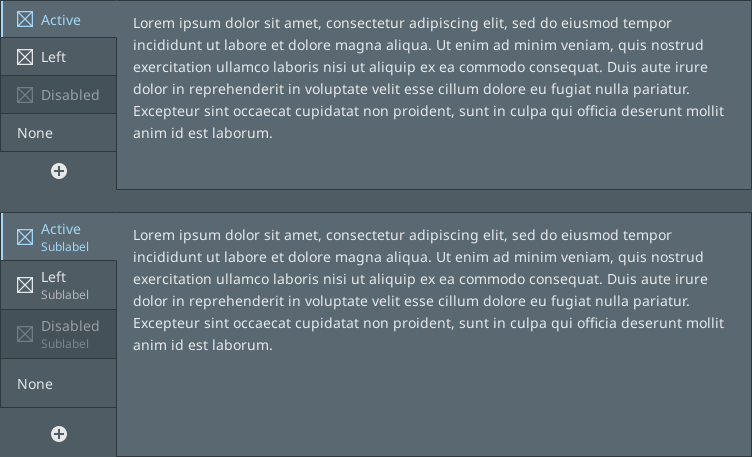 Active
Left
Disabled
None
Lorem ipsum dolor sit amet, consectetur adipiscing elit, sed do eiusmod tempor
incididunt ut labore et dolore magna aliqua. Ut enim ad minim veniam, quis nostrud
exercitation ullamco laboris nisi ut aliquip ex ea commodo consequat. Duis aute irure
dolor in reprehenderit in voluptate velit esse cillum dolore eu fugiat nulla pariatur.
Excepteur sint occaecat cupidatat non proident, sunt in culpa qui officia deserunt mollit
anim id est laborum.
Active
Sublabel
Left
Sublabel
Disabled
Sublabel
None
Lorem ipsum dolor sit amet, consectetur adipiscing elit, sed do eiusmod tempor
incididunt ut labore et dolore magna aliqua. Ut enim ad minim veniam, quis nostrud
exercitation ullamco laboris nisi ut aliquip ex ea commodo consequat. Duis aute irure
dolor in reprehenderit in voluptate velit esse cillum dolore eu fugiat nulla pariatur.
Excepteur sint occaecat cupidatat non proident, sunt in culpa qui officia deserunt mollit
anim id est laborum.